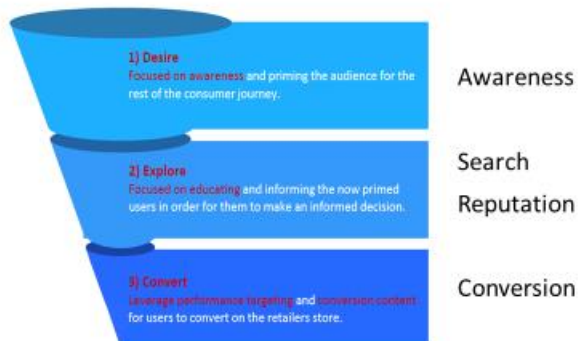 1) Desire
Focused on awareness and priming the audience for the
rest of the consumer journey.
Awareness
2) Explore
Focused on educating and informing the now primed
users in order for them to make an informed decision.
Search
Reputation
3) Convert
Leverage performance targeting and conversion content
for users to convert on the retailers store.
Conversion